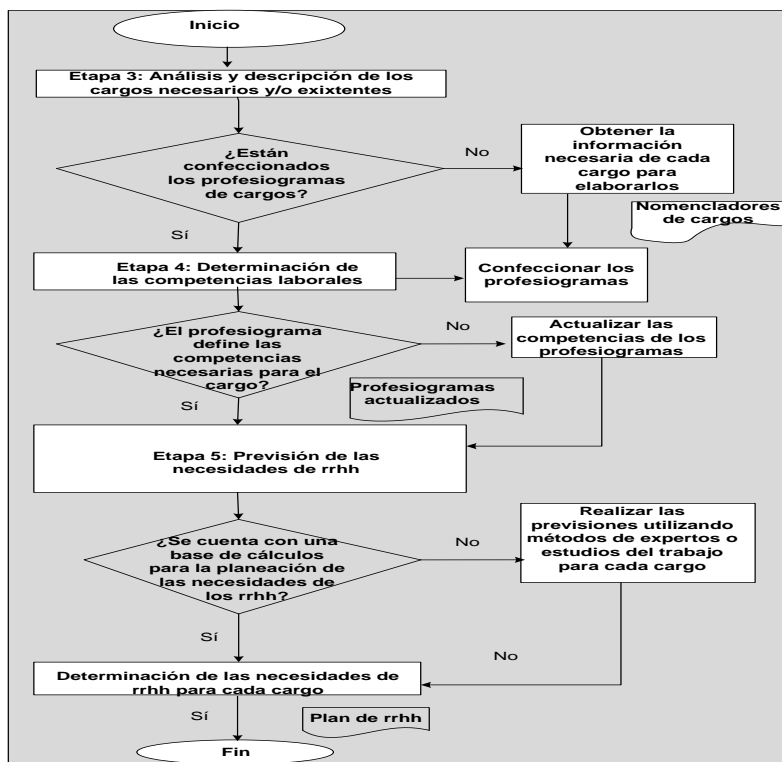 Inicio
Etapa 3: Análisis y descripción de los
cargos necesarios y/o exixtentes
¿Están
confeccionados
los profesiogramas
de cargos?
No
Obtener la
información
necesaria de cada
cargo para
elaborarlos
Nomencladores
de cargos
Sí
Etapa 4: Determinación de
las competencias laborales
Confeccionar los
profesiogramas
¿El profesiograma
define las
competencias
necesarias para el
cargo?
No
Actualizar las
competencias de los
profesiogramas
Profesiogramas
actualizados
Sí
Etapa 5: Previsión de las
necesidades de rrhh
¿Se cuenta con una
base de cálculos
para la planeación de
las necesidades de
los rrhh?
No
Realizar las
previsiones utilizando
métodos de expertos o
estudios del trabajo
para cada cargo
Sí
No
Determinación de las necesidades de
rrhh para cada cargo
Sí
Plan de rrhh
Fin